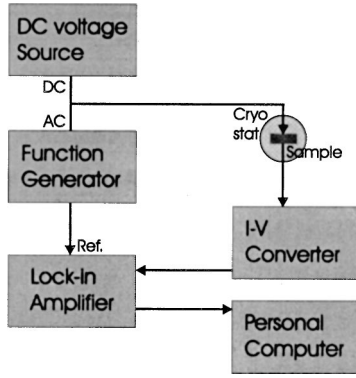 DC voltage
Source
DC
AC
Cryo
stat
Sample
Function
Generator
Ref.
I-V
Converter
Lock-In
Amplifier
Personal
Computer